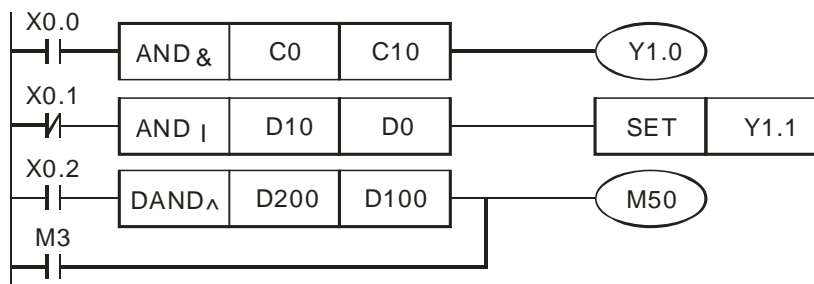 X0.0
AND & C0 C10 Y1.0
X0.1
AND | D10 D0 SET Y1.1
X0.2
DAND^ D200 D100 M50
M3